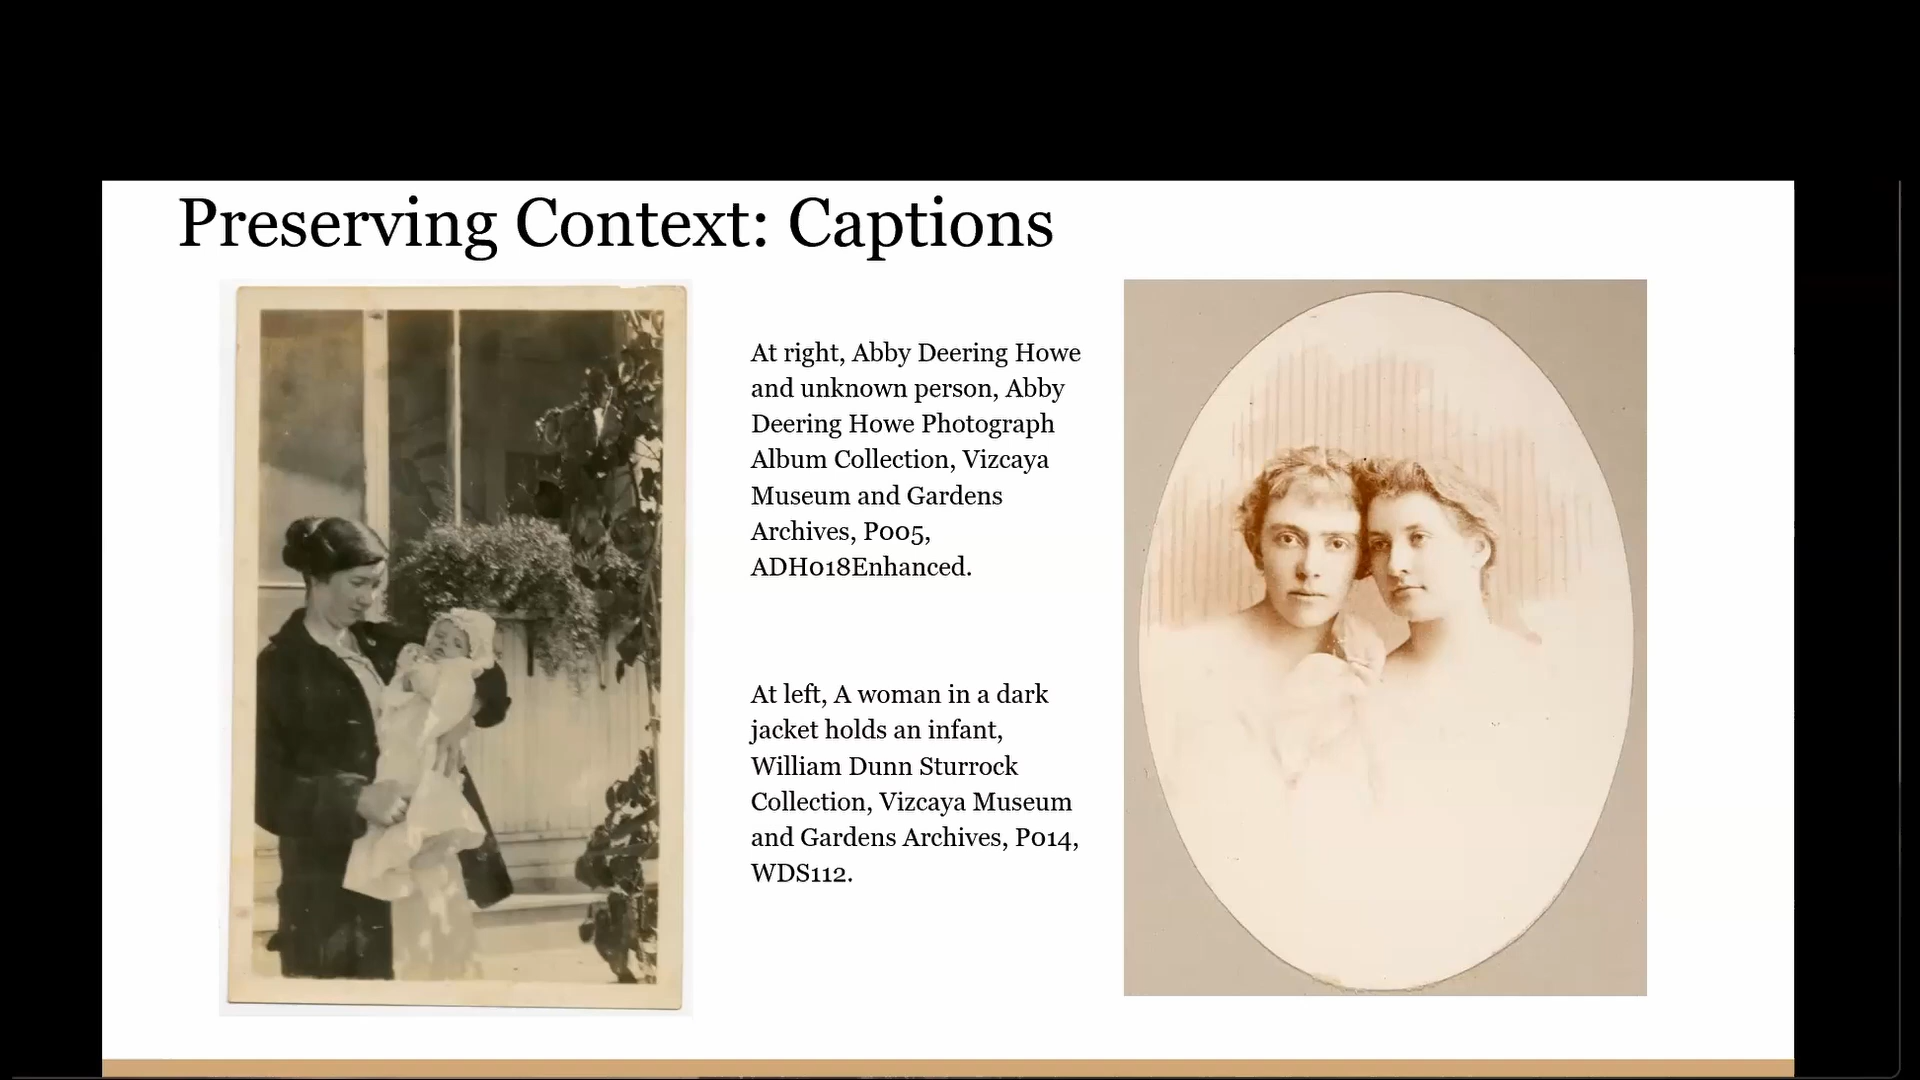 Preserving Context: Captions
At right, Abby Deering Howe
and unknown person, Abby
Deering Howe Photograph
Album Collection, Vizcaya
Museum and Gardens
Archives, P005,
ADH018Enhanced.
At left, A woman in a dark
jacket holds an infant,
William Dunn Sturrock
Collection, Vizcaya Museum
and Gardens Archives, P014,
WDS112.